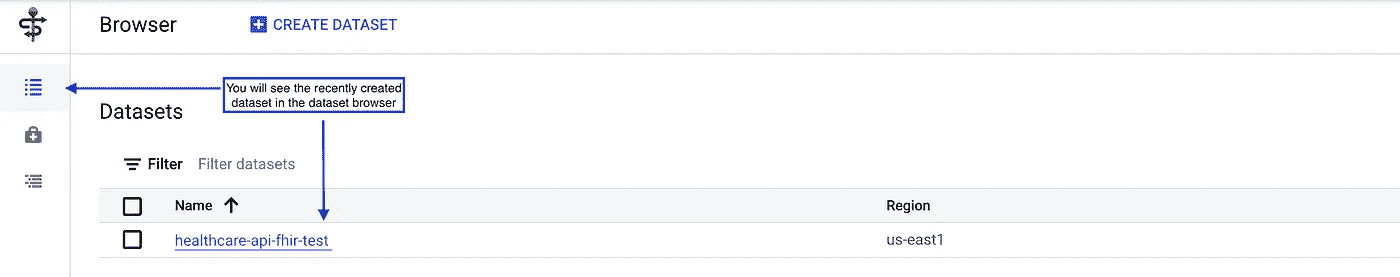 Browser
CREATE DATASET
You will see the recently created
dataset in the dataset browser
Datasets
Filter Filter datasets
Name Region
healthcare-api-fhir-test us-east1